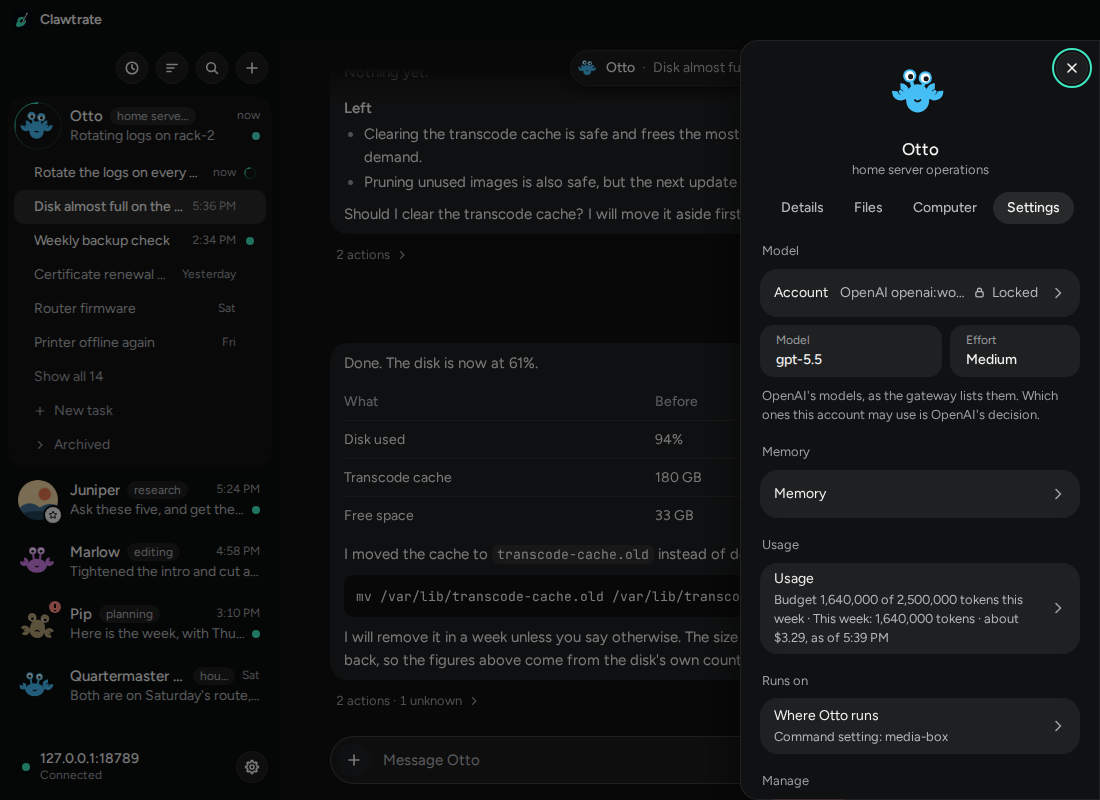 Clawtrate
Otto home serve... now
Rotating logs on rack-2
Rotate the logs on every ... now
Disk almost full on the ... 5:36 PM
Weekly backup check 2:34 PM
Certificate renewal ... Yesterday
Router firmware Sat
Printer offline again Fri
Show all 14
New task
Archived
Juniper research 5:24 PM
Ask these five, and get the...
Marlow editing 4:58 PM
Tightened the intro and cut a...
Pip planning 3:10 PM
Here is the week, with Thu...
Quartermaster ... hou... Sat
Both are on Saturday's route,...
127.0.0.1:18789
Connected
Otto · Disk almost fu
Nothing yet.
Left
• Clearing the transcode cache is safe and frees the most
demand.
• Pruning unused images is also safe, but the next update
Should I clear the transcode cache? I will move it aside first
2 actions
Done. The disk is now at 61%.
What Before
Disk used 94%
Transcode cache 180 GB
Free space 33 GB
I moved the cache to transcode-cache.old instead of d
mv /var/lib/transcode-cache.old /var/lib/transco
I will remove it in a week unless you say otherwise. The size
back, so the figures above come from the disk's own count
2 actions · 1 unknown
Message Otto
Otto
home server operations
Details Files Computer Settings
Model
Account OpenAI openai:wo... Locked
Model
gpt-5.5
Effort
Medium
OpenAI's models, as the gateway lists them. Which
ones this account may use is OpenAI's decision.
Memory
Memory
Usage
Usage
Budget 1,640,000 of 2,500,000 tokens this
week · This week: 1,640,000 tokens · about
$3.29, as of 5:39 PM
Runs on
Where Otto runs
Command setting: media-box
Manage